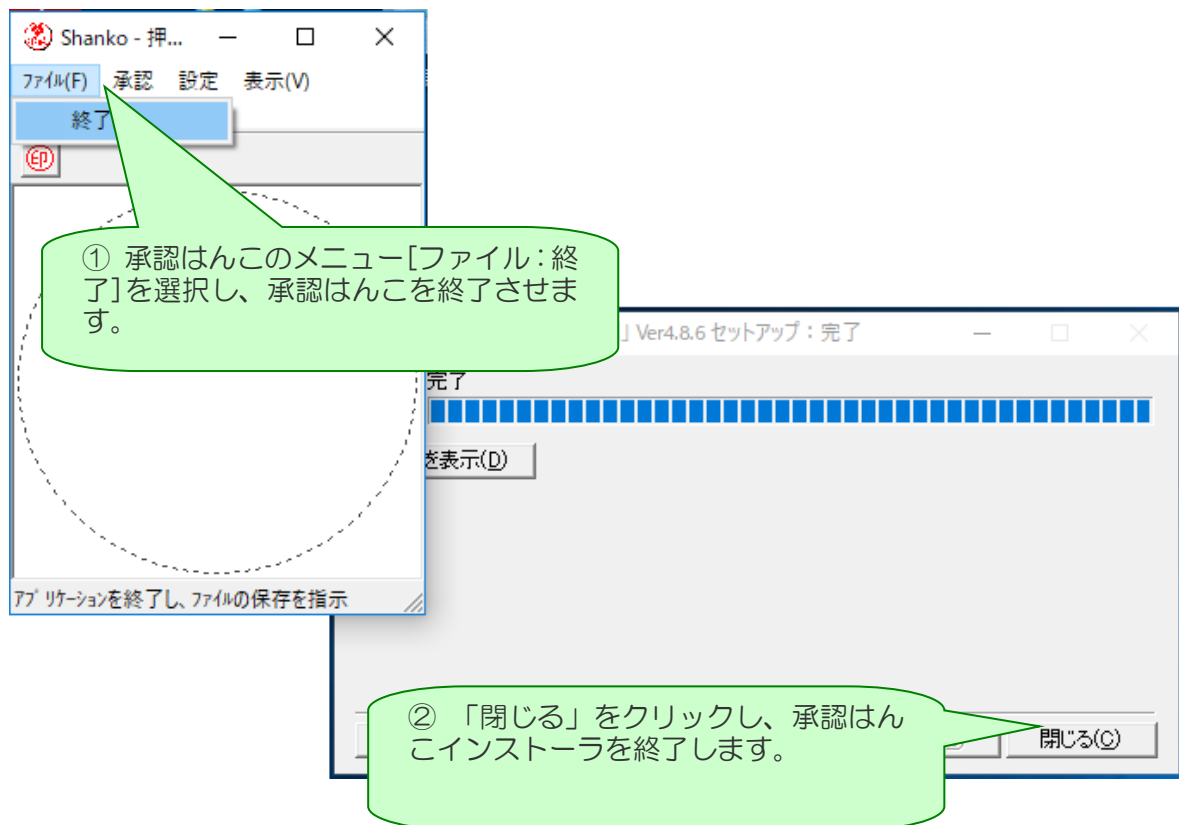 Shanko - 押...
ファイル(F) 承認 設定 表示(V)
終了
印
① 承認はんこのメニュー[ファイル：終
了]を選択し、承認はんこを終了させま
す。
アプリケーションを終了し、ファイルの保存を指示
」 Ver4.8.6 セットアップ：完了
完了
を表示(D)
② 「閉じる」をクリックし、承認はん
こインストーラを終了します。
閉じる(C)